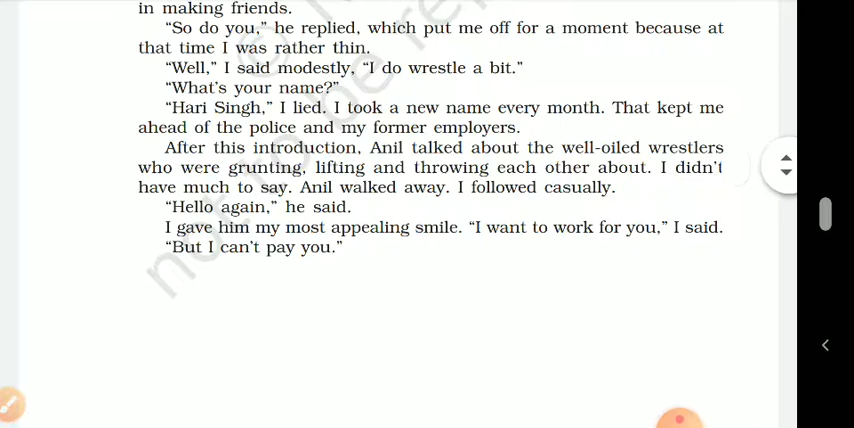 in making friends.
“So do you,” he replied, which put me off for a moment because at
that time I was rather thin.
“Well,” I said modestly, “I do wrestle a bit.”
“What’s your name?”
“Hari Singh,” I lied. I took a new name every month. That kept me
ahead of the police and my former employers.
After this introduction, Anil talked about the well-oiled wrestlers
who were grunting, lifting and throwing each other about. I didn’t
have much to say. Anil walked away. I followed casually.
“Hello again,” he said.
I gave him my most appealing smile. “I want to work for you,” I said.
“But I can’t pay you.”
not to be re